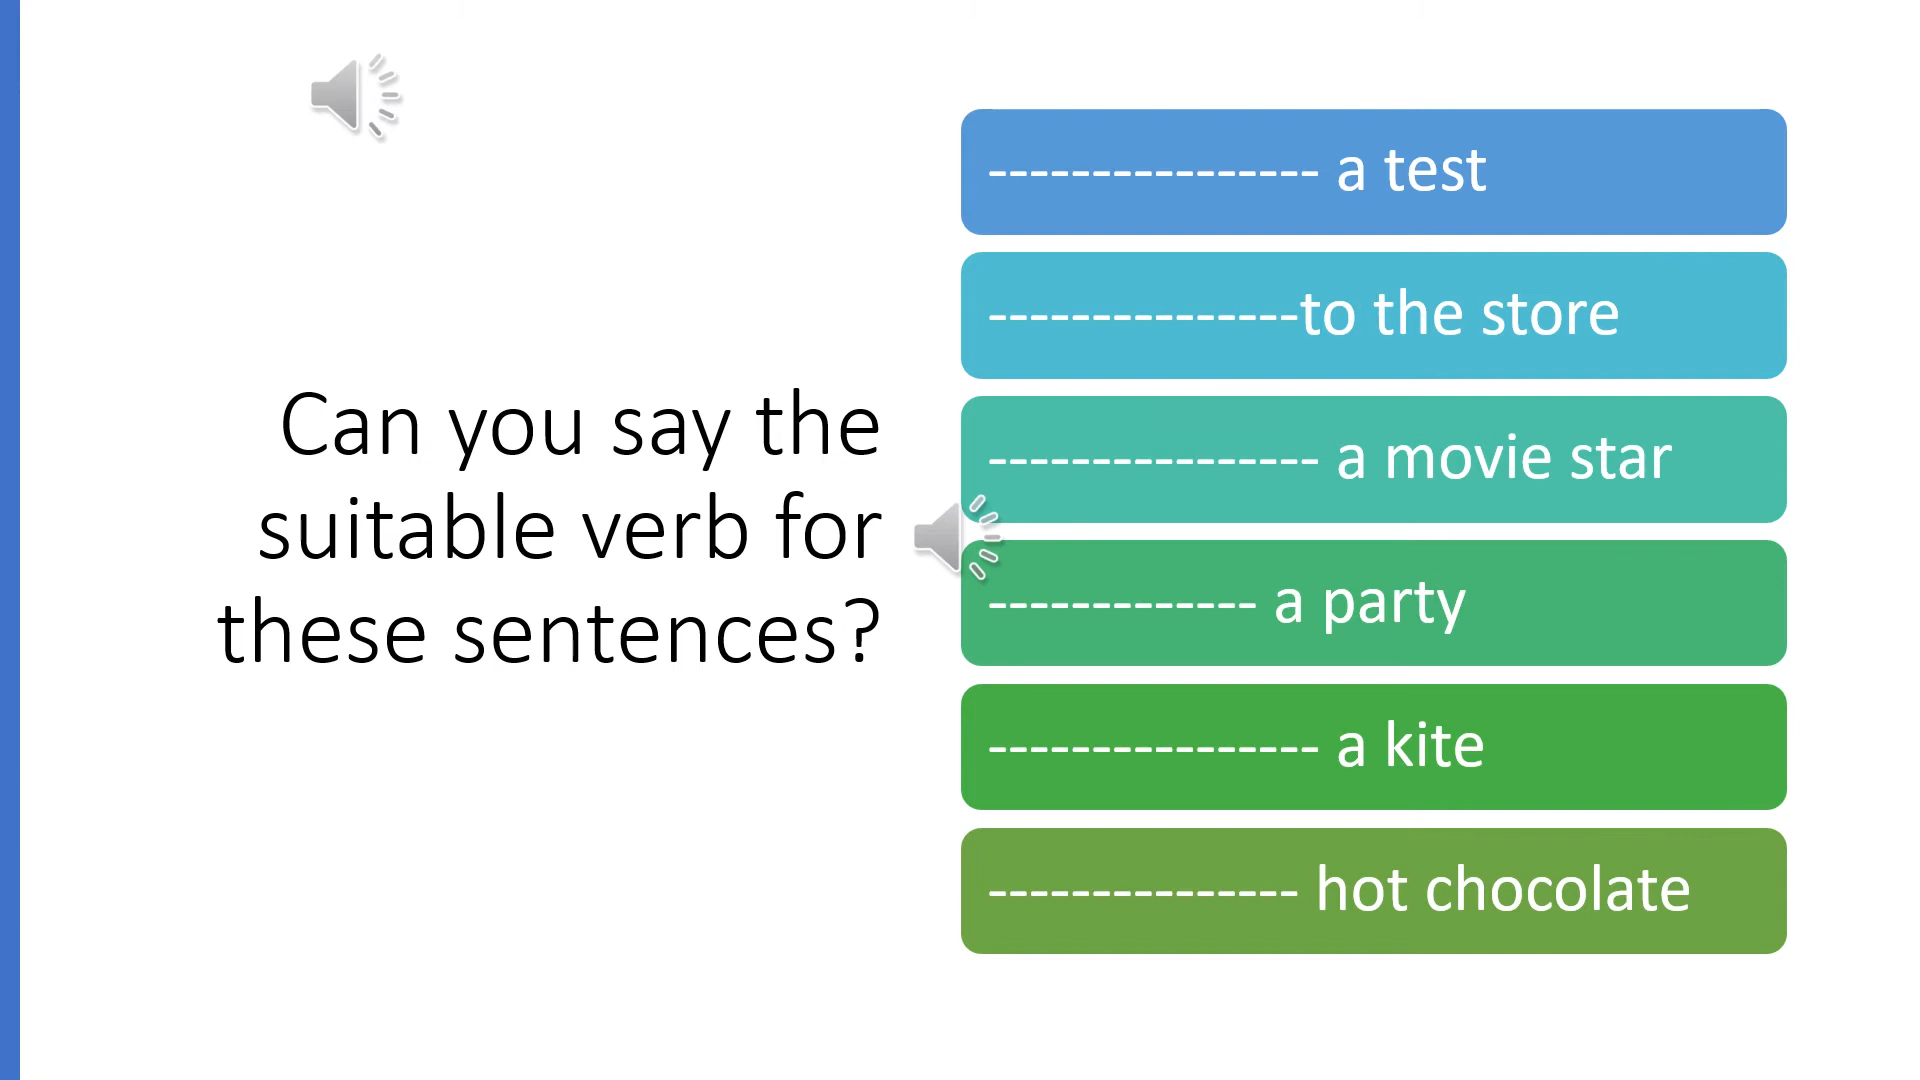 Can you say the
suitable verb for
these sentences?
---------------- a test
---------------to the store
---------------- a movie star
------------- a party
---------------- a kite
--------------- hot chocolate